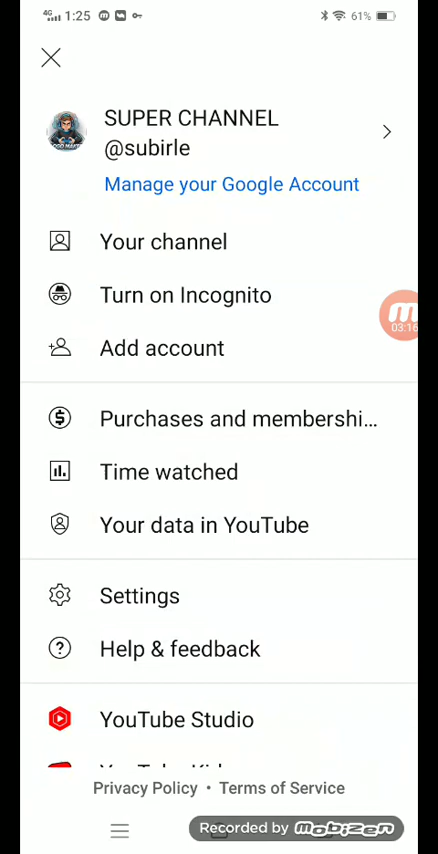 4G 1:25 61%
SUPER CHANNEL
@subirle
Manage your Google Account
Your channel
Turn on Incognito
03:16
Add account
Purchases and membershi...
Time watched
Your data in YouTube
Settings
Help & feedback
YouTube Studio
Privacy Policy • Terms of Service
Recorded by mobizen